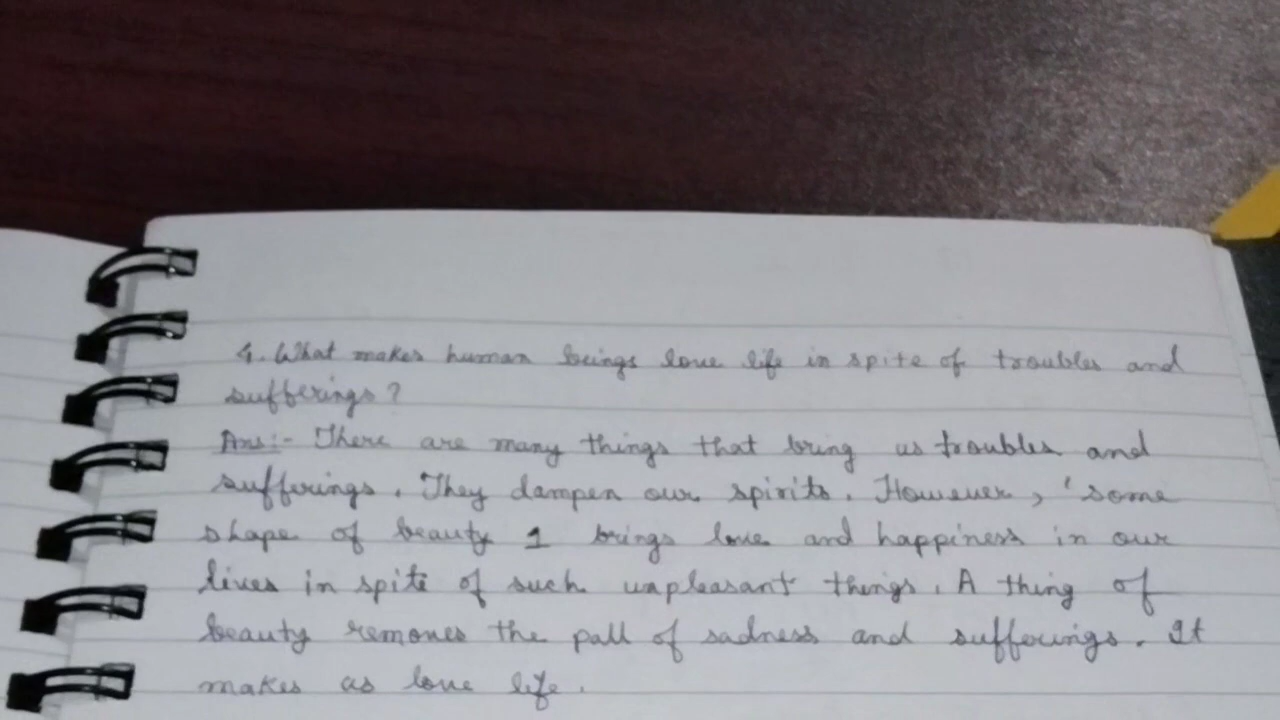 4. What makes human beings love life in spite of troubles and
sufferings?
Ans:- There are many things that bring us troubles and
sufferings. They dampen our spirits. However, 'some
shape of beauty 1 brings love and happiness in our
lives in spite of such unpleasant things. A thing of
beauty removes the pall of sadness and sufferings. It
makes us love life.